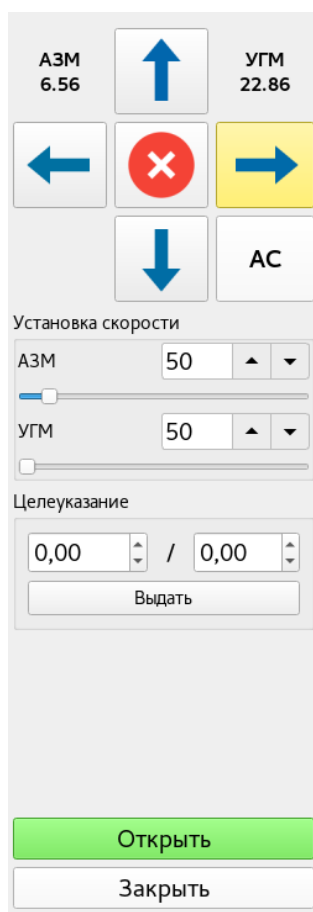 АЗМ
6.56
УГМ
22.86
АС
Установка скорости
АЗМ 50
УГМ 50
Целеуказание
0,00 / 0,00
Выдать
Открыть
Закрыть